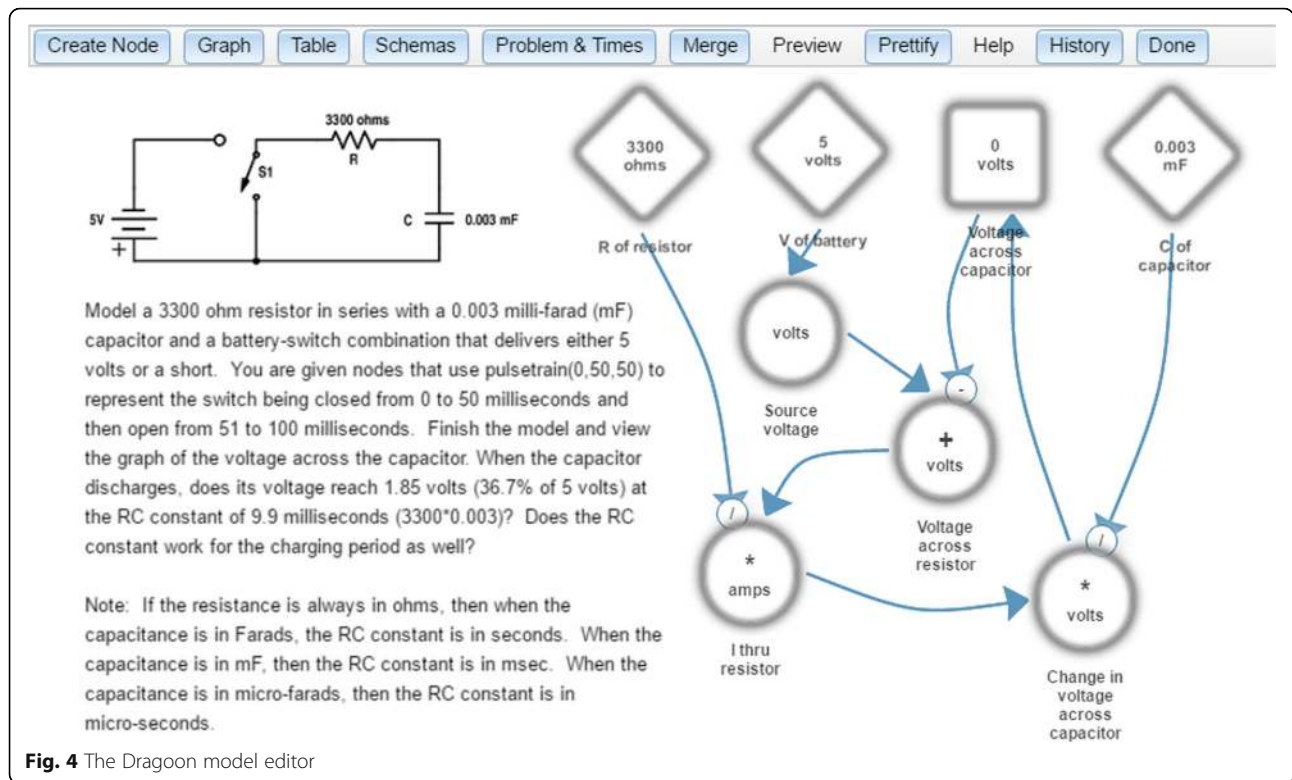 Create Node Graph Table Schemas Problem & Times Merge Preview Prettify Help History Done
3300 ohms
R
S1
5V
+
C
0.003 mF
Model a 3300 ohm resistor in series with a 0.003 milli-farad (mF)
capacitor and a battery-switch combination that delivers either 5
volts or a short. You are given nodes that use pulsetrain(0,50,50) to
represent the switch being closed from 0 to 50 milliseconds and
then open from 51 to 100 milliseconds. Finish the model and view
the graph of the voltage across the capacitor. When the capacitor
discharges, does its voltage reach 1.85 volts (36.7% of 5 volts) at
the RC constant of 9.9 milliseconds (3300*0.003)? Does the RC
constant work for the charging period as well?
Note: If the resistance is always in ohms, then when the
capacitance is in Farads, the RC constant is in seconds. When the
capacitance is in mF, then the RC constant is in msec. When the
capacitance is in micro-farads, then the RC constant is in
micro-seconds.
3300
ohms
R of resistor
5
volts
V of battery
0
volts
Voltage
across
capacitor
0.003
mF
C of
capacitor
volts
Source
voltage
-
+
volts
Voltage
across
resistor
/
*
amps
I thru
resistor
/
*
volts
Change in
voltage
across
capacitor
Fig. 4 The Dragoon model editor